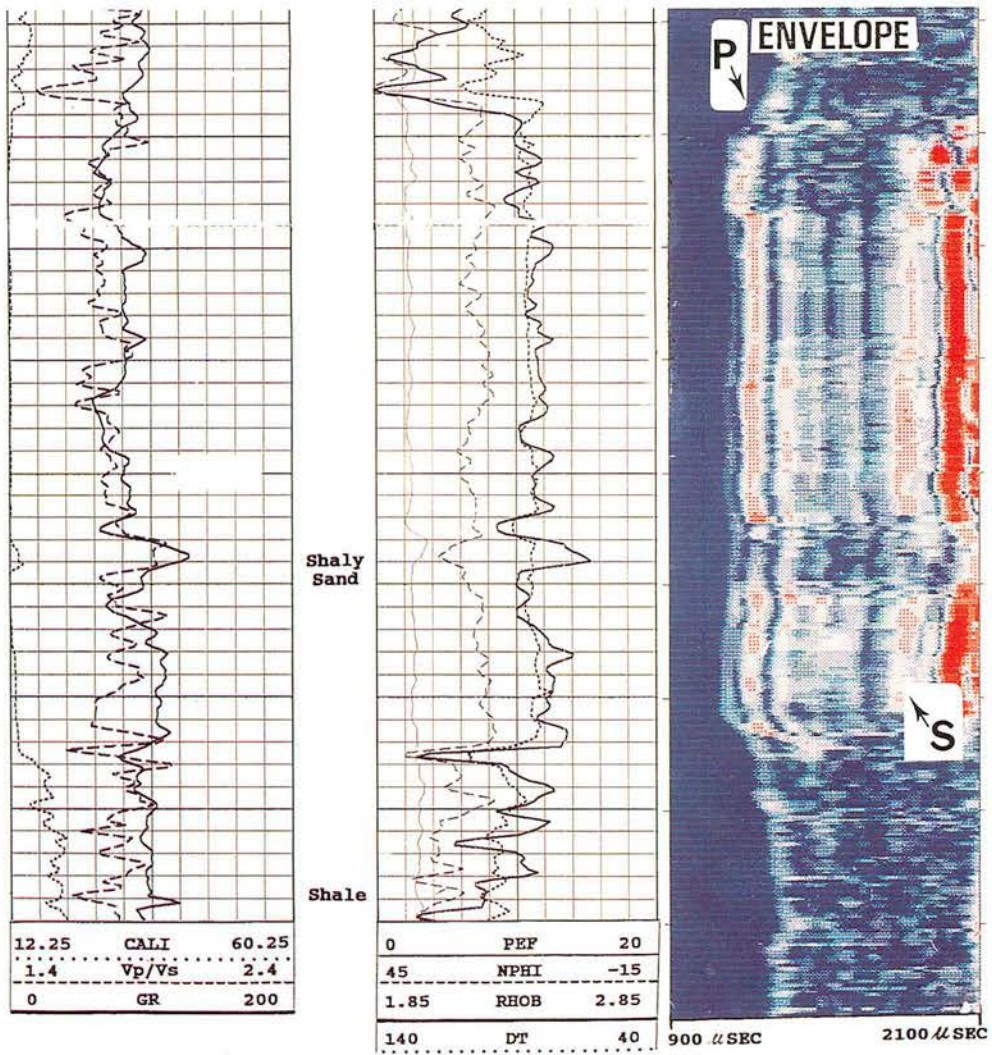 P
ENVELOPE
Shaly
Sand
S
Shale
12.25 CALI 60.25
1.4 Vp/Vs 2.4
0 GR 200
0 PEF 20
45 NPHI -15
1.85 RHOB 2.85
140 DT 40
900 μSEC 2100 μSEC